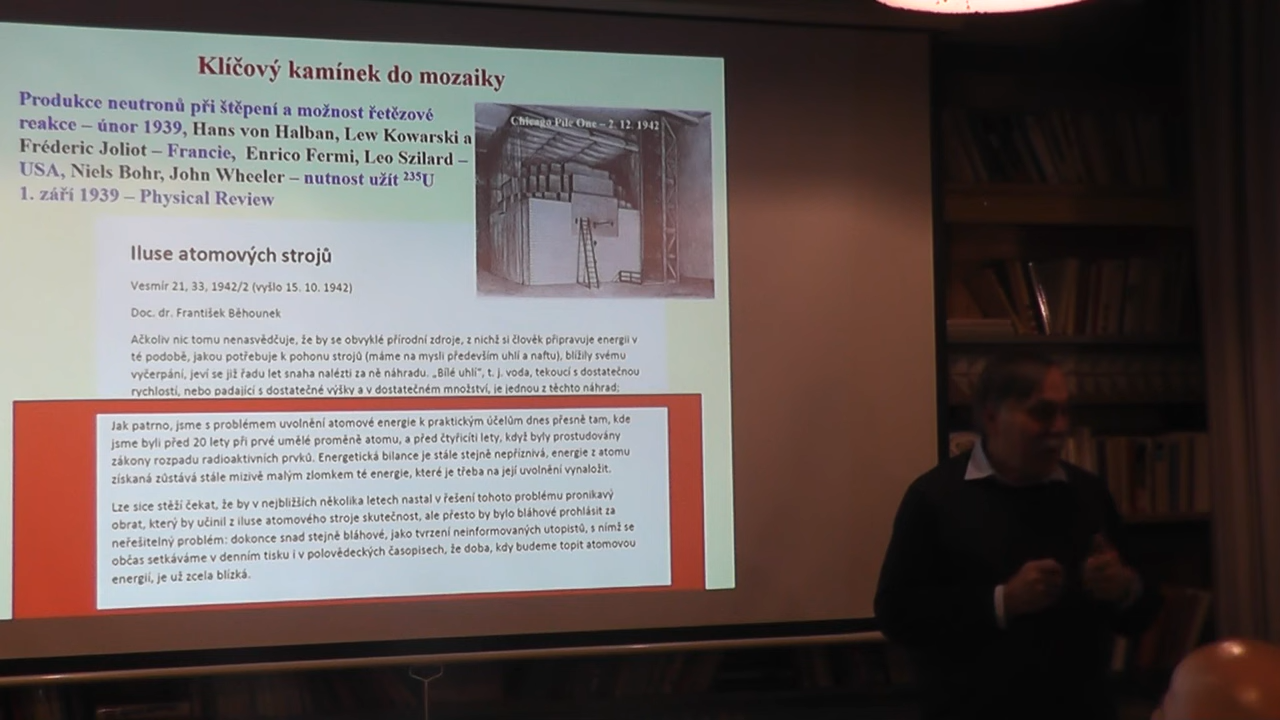 Klíčový kamínek do mozaiky
Produkce neutronů při štěpení a možnost řetězové
reakce – únor 1939, Hans von Halban, Lew Kowarski a
Fréderic Joliot – Francie, Enrico Fermi, Leo Szilard –
USA, Niels Bohr, John Wheeler – nutnost užít ²³⁵U
1. září 1939 – Physical Review
Chicago Pile One – 2. 12. 1942
Iluse atomových strojů
Vesmír 21, 33, 1942/2 (vyšlo 15. 10. 1942)
Doc. dr. František Běhounek
Ačkoliv nic tomu nenasvědčuje, že by se obvyklé přírodní zdroje, z nichž si člověk připravuje energii v
té podobě, jakou potřebuje k pohonu strojů (máme na mysli především uhlí a naftu), blížily svému
vyčerpání, jeví se již řadu let snaha nalézti za ně náhradu. „Bílé uhlí“, t. j. voda, tekoucí s dostatečnou
rychlostí, nebo padající s dostatečné výšky a v dostatečném množství, je jednou z těchto náhrad;
Jak patrno, jsme s problémem uvolnění atomové energie k praktickým účelům dnes přesně tam, kde
jsme byli před 20 lety při prvé umělé proměně atomu, a před čtyřiciti lety, když byly prostudovány
zákony rozpadu radioaktivních prvků. Energetická bilance je stále stejně nepříznivá, energie z atomu
získaná zůstává stále mizivě malým zlomkem té energie, které je třeba na její uvolnění vynaložit.
Lze sice stěží čekat, že by v nejbližších několika letech nastal v řešení tohoto problému pronikavý
obrat, který by učinil z iluse atomového stroje skutečnost, ale přesto by bylo bláhové prohlásit za
neřešitelný problém: dokonce snad stejně bláhové, jako tvrzení neinformovaných utopistů, s nímž se
občas setkáváme v denním tisku i v polovědeckých časopisech, že doba, kdy budeme topit atomovou
energií, je už zcela blízká.